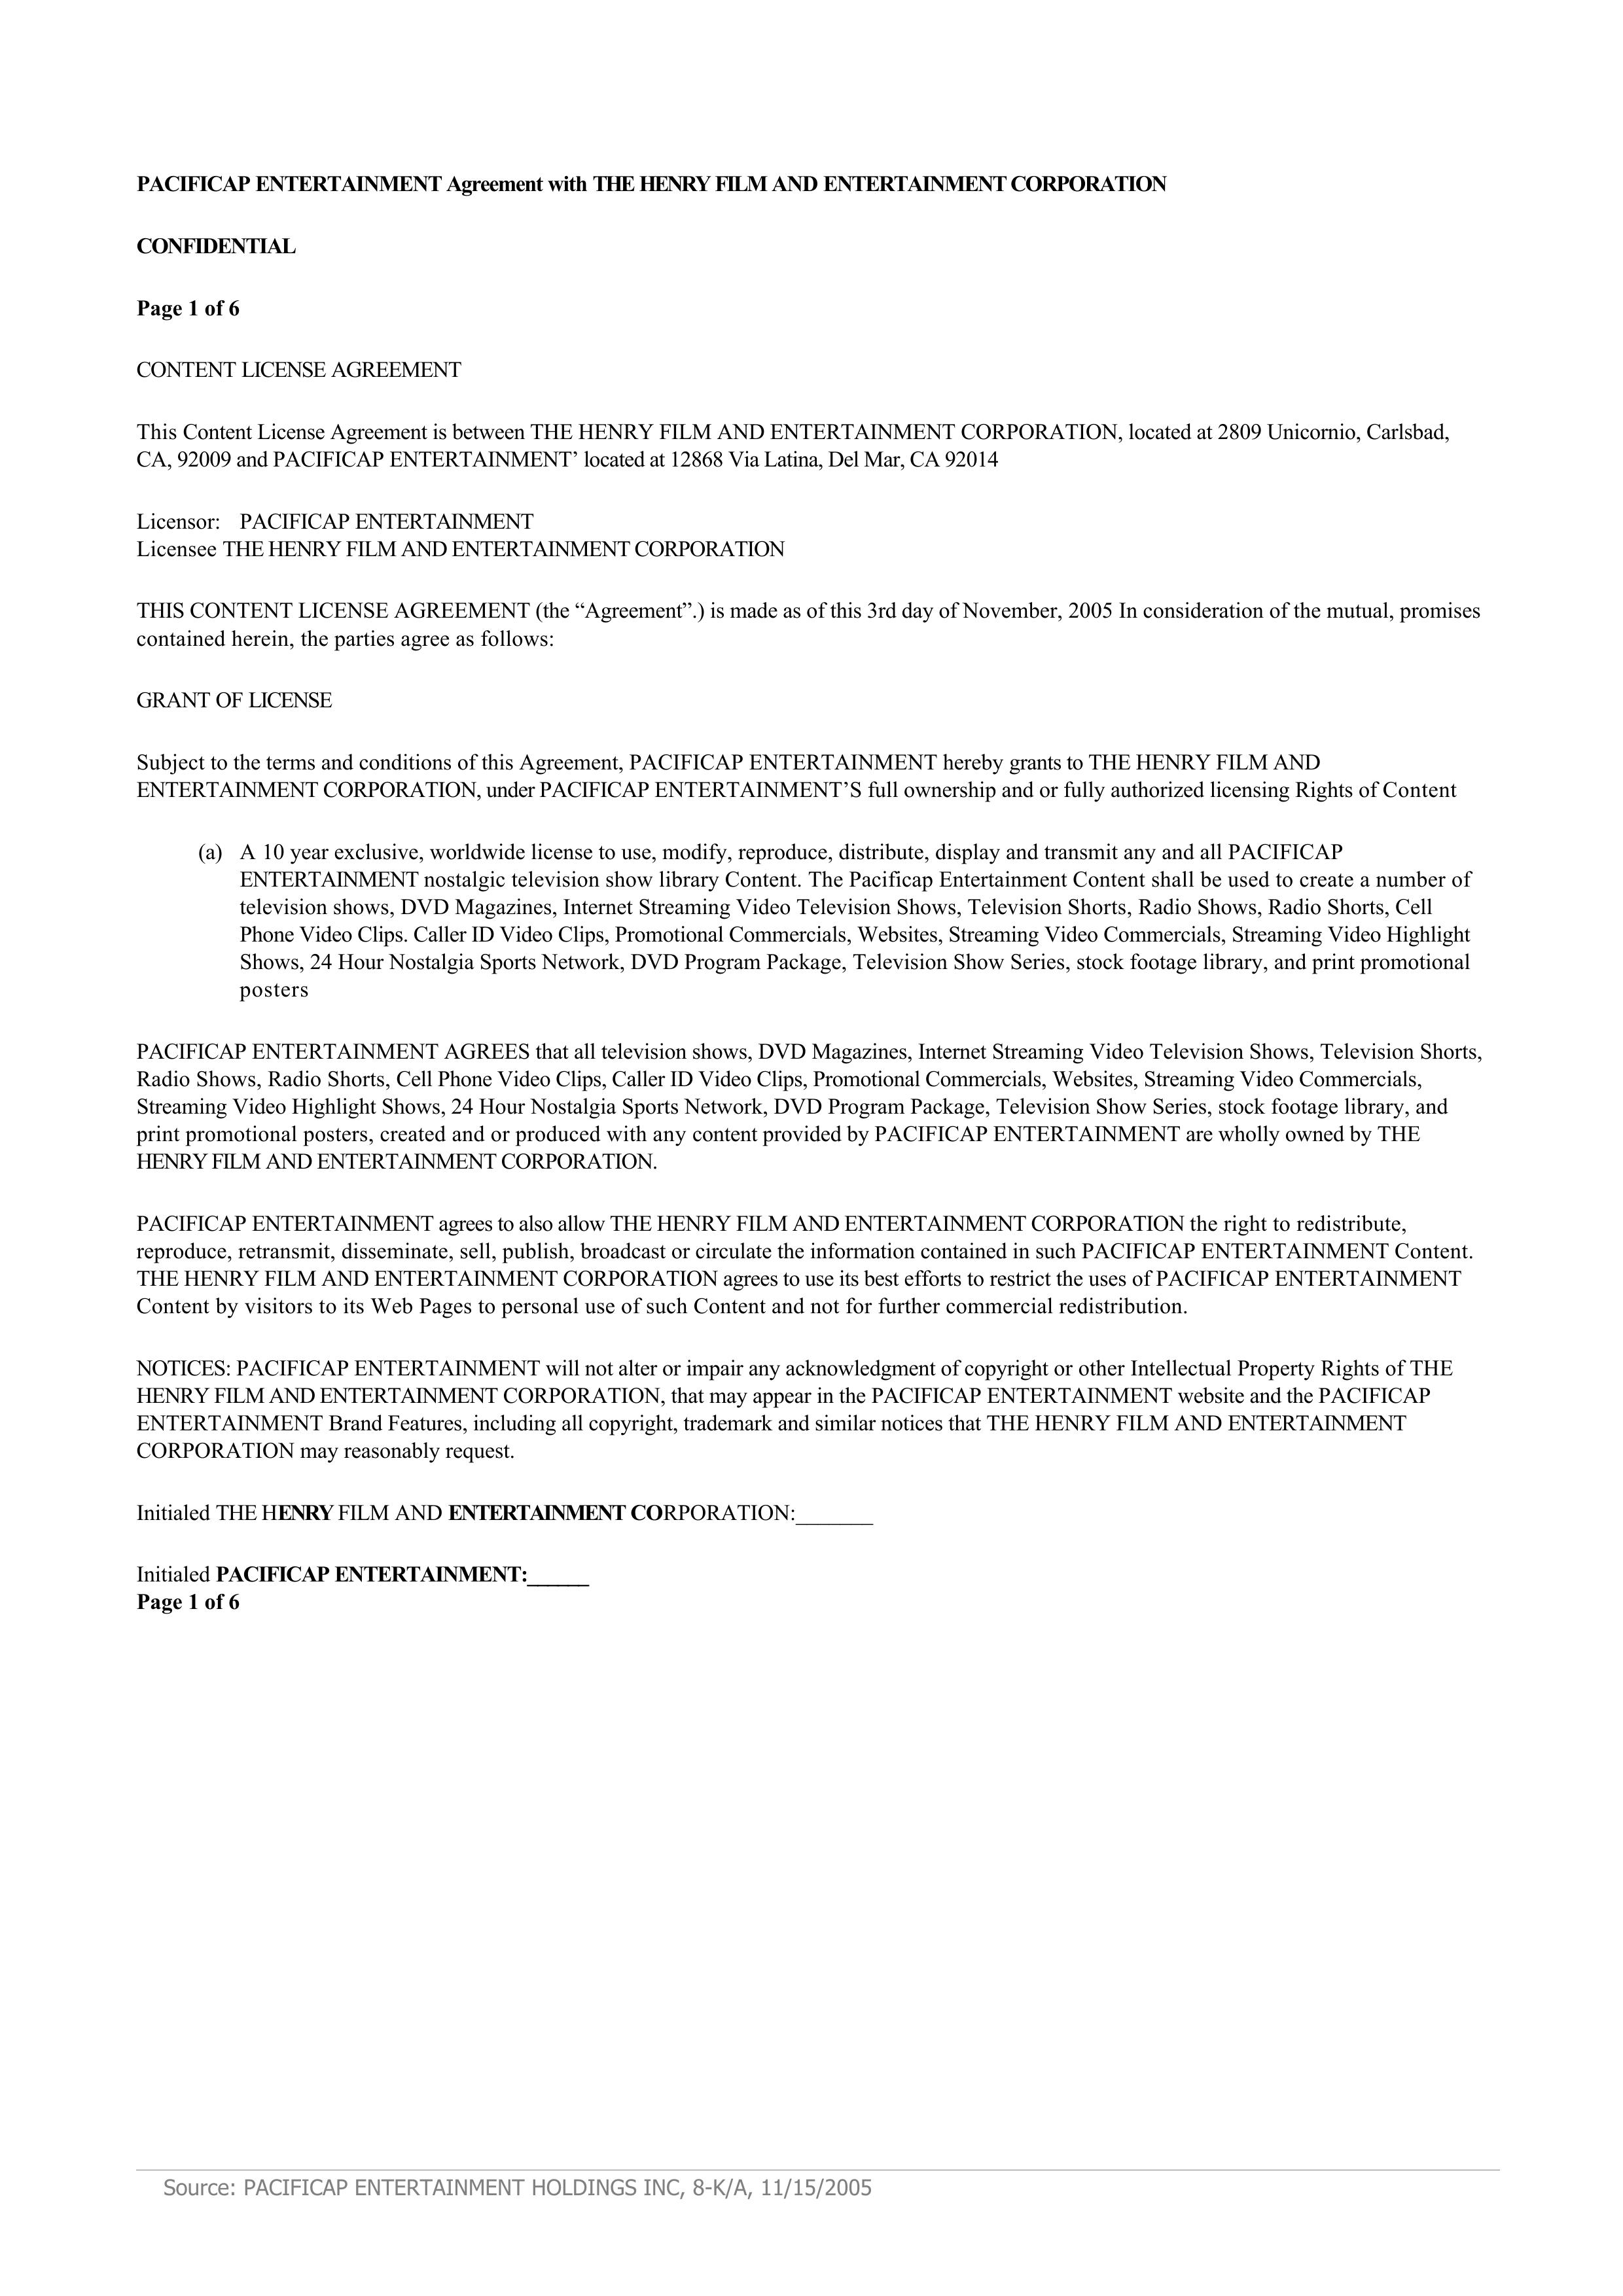 PACIFICAP ENTERTAINMENT Agreement with THE HENRY FILM AND ENTERTAINMENT CORPORATION
CONFIDENTIAL
Page 1 of 6
CONTENT LICENSE AGREEMENT
This Content License Agreement is between THE HENRY FILM AND ENTERTAINMENT CORPORATION, located at 2809 Unicornio, Carlsbad,
CA, 92009 and PACIFICAP ENTERTAINMENT’ located at 12868 Via Latina, Del Mar, CA 92014
Licensor: PACIFICAP ENTERTAINMENT
Licensee THE HENRY FILM AND ENTERTAINMENT CORPORATION
THIS CONTENT LICENSE AGREEMENT (the “Agreement”.) is made as of this 3rd day of November, 2005 In consideration of the mutual, promises
contained herein, the parties agree as follows:
GRANT OF LICENSE
Subject to the terms and conditions of this Agreement, PACIFICAP ENTERTAINMENT hereby grants to THE HENRY FILM AND
ENTERTAINMENT CORPORATION, under PACIFICAP ENTERTAINMENT’S full ownership and or fully authorized licensing Rights of Content
(a) A 10 year exclusive, worldwide license to use, modify, reproduce, distribute, display and transmit any and all PACIFICAP
ENTERTAINMENT nostalgic television show library Content. The Pacificap Entertainment Content shall be used to create a number of
television shows, DVD Magazines, Internet Streaming Video Television Shows, Television Shorts, Radio Shows, Radio Shorts, Cell
Phone Video Clips. Caller ID Video Clips, Promotional Commercials, Websites, Streaming Video Commercials, Streaming Video Highlight
Shows, 24 Hour Nostalgia Sports Network, DVD Program Package, Television Show Series, stock footage library, and print promotional
posters
PACIFICAP ENTERTAINMENT AGREES that all television shows, DVD Magazines, Internet Streaming Video Television Shows, Television Shorts,
Radio Shows, Radio Shorts, Cell Phone Video Clips, Caller ID Video Clips, Promotional Commercials, Websites, Streaming Video Commercials,
Streaming Video Highlight Shows, 24 Hour Nostalgia Sports Network, DVD Program Package, Television Show Series, stock footage library, and
print promotional posters, created and or produced with any content provided by PACIFICAP ENTERTAINMENT are wholly owned by THE
HENRY FILM AND ENTERTAINMENT CORPORATION.
PACIFICAP ENTERTAINMENT agrees to also allow THE HENRY FILM AND ENTERTAINMENT CORPORATION the right to redistribute,
reproduce, retransmit, disseminate, sell, publish, broadcast or circulate the information contained in such PACIFICAP ENTERTAINMENT Content.
THE HENRY FILM AND ENTERTAINMENT CORPORATION agrees to use its best efforts to restrict the uses of PACIFICAP ENTERTAINMENT
Content by visitors to its Web Pages to personal use of such Content and not for further commercial redistribution.
NOTICES: PACIFICAP ENTERTAINMENT will not alter or impair any acknowledgment of copyright or other Intellectual Property Rights of THE
HENRY FILM AND ENTERTAINMENT CORPORATION, that may appear in the PACIFICAP ENTERTAINMENT website and the PACIFICAP
ENTERTAINMENT Brand Features, including all copyright, trademark and similar notices that THE HENRY FILM AND ENTERTAINMENT
CORPORATION may reasonably request.
Initialed THE HENRY FILM AND ENTERTAINMENT CORPORATION:_______
Initialed PACIFICAP ENTERTAINMENT:______
Page 1 of 6
Source: PACIFICAP ENTERTAINMENT HOLDINGS INC, 8-K/A, 11/15/2005